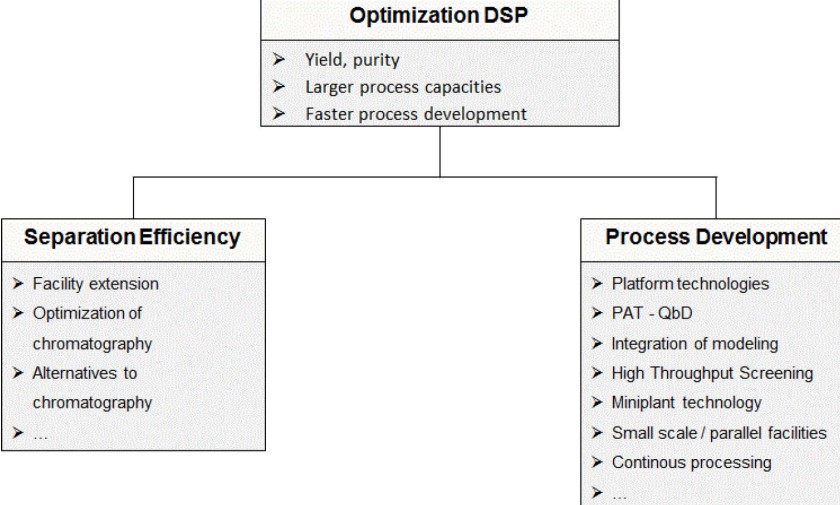 Optimization DSP
➢ Yield, purity
➢ Larger process capacities
➢ Faster process development
Separation Efficiency
➢ Facility extension
➢ Optimization of
chromatography
➢ Alternatives to
chromatography
➢ ...
Process Development
➢ Platform technologies
➢ PAT - QbD
➢ Integration of modeling
➢ High Throughput Screening
➢ Miniplant technology
➢ Small scale / parallel facilities
➢ Continous processing
➢ ...